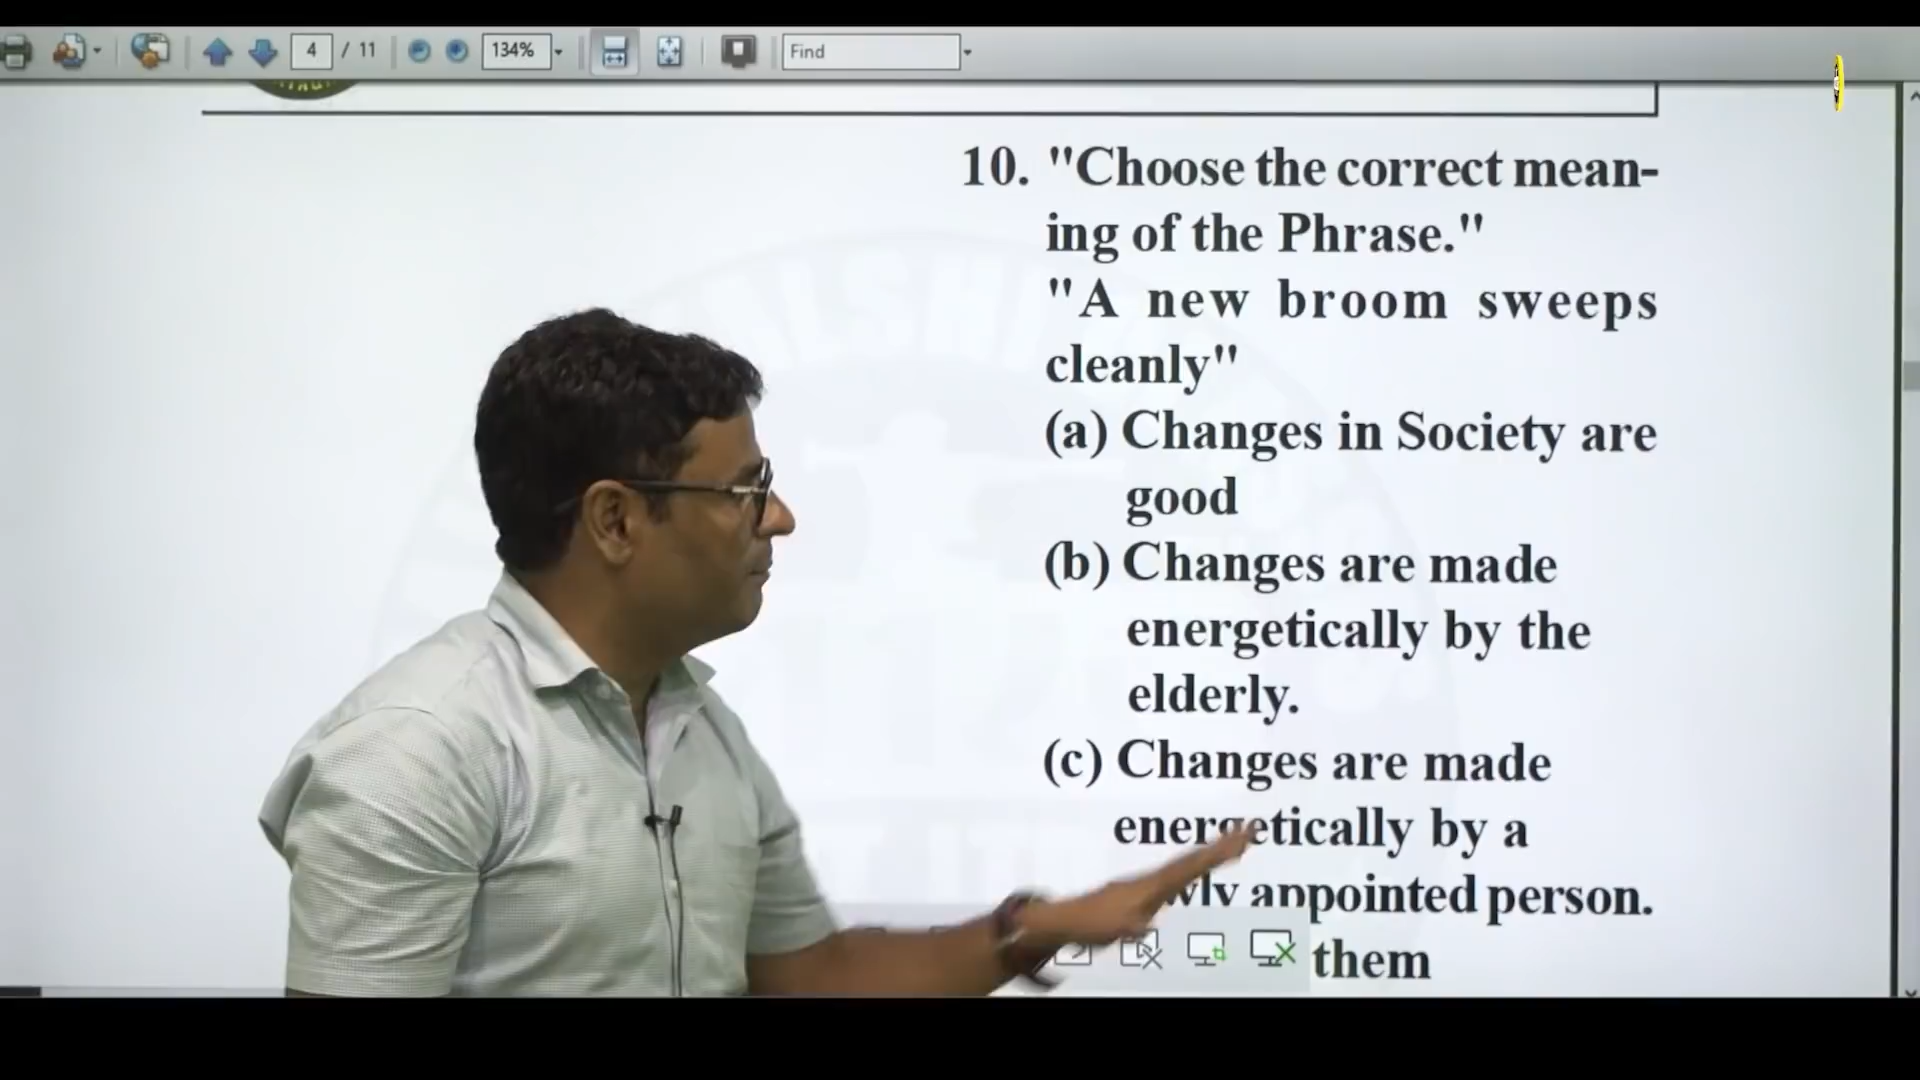 4 / 11 134% Find
10. "Choose the correct mean-
ing of the Phrase."
"A new broom sweeps
cleanly"
(a) Changes in Society are
good
(b) Changes are made
energetically by the
elderly.
(c) Changes are made
energetically by a
appointed person.
them